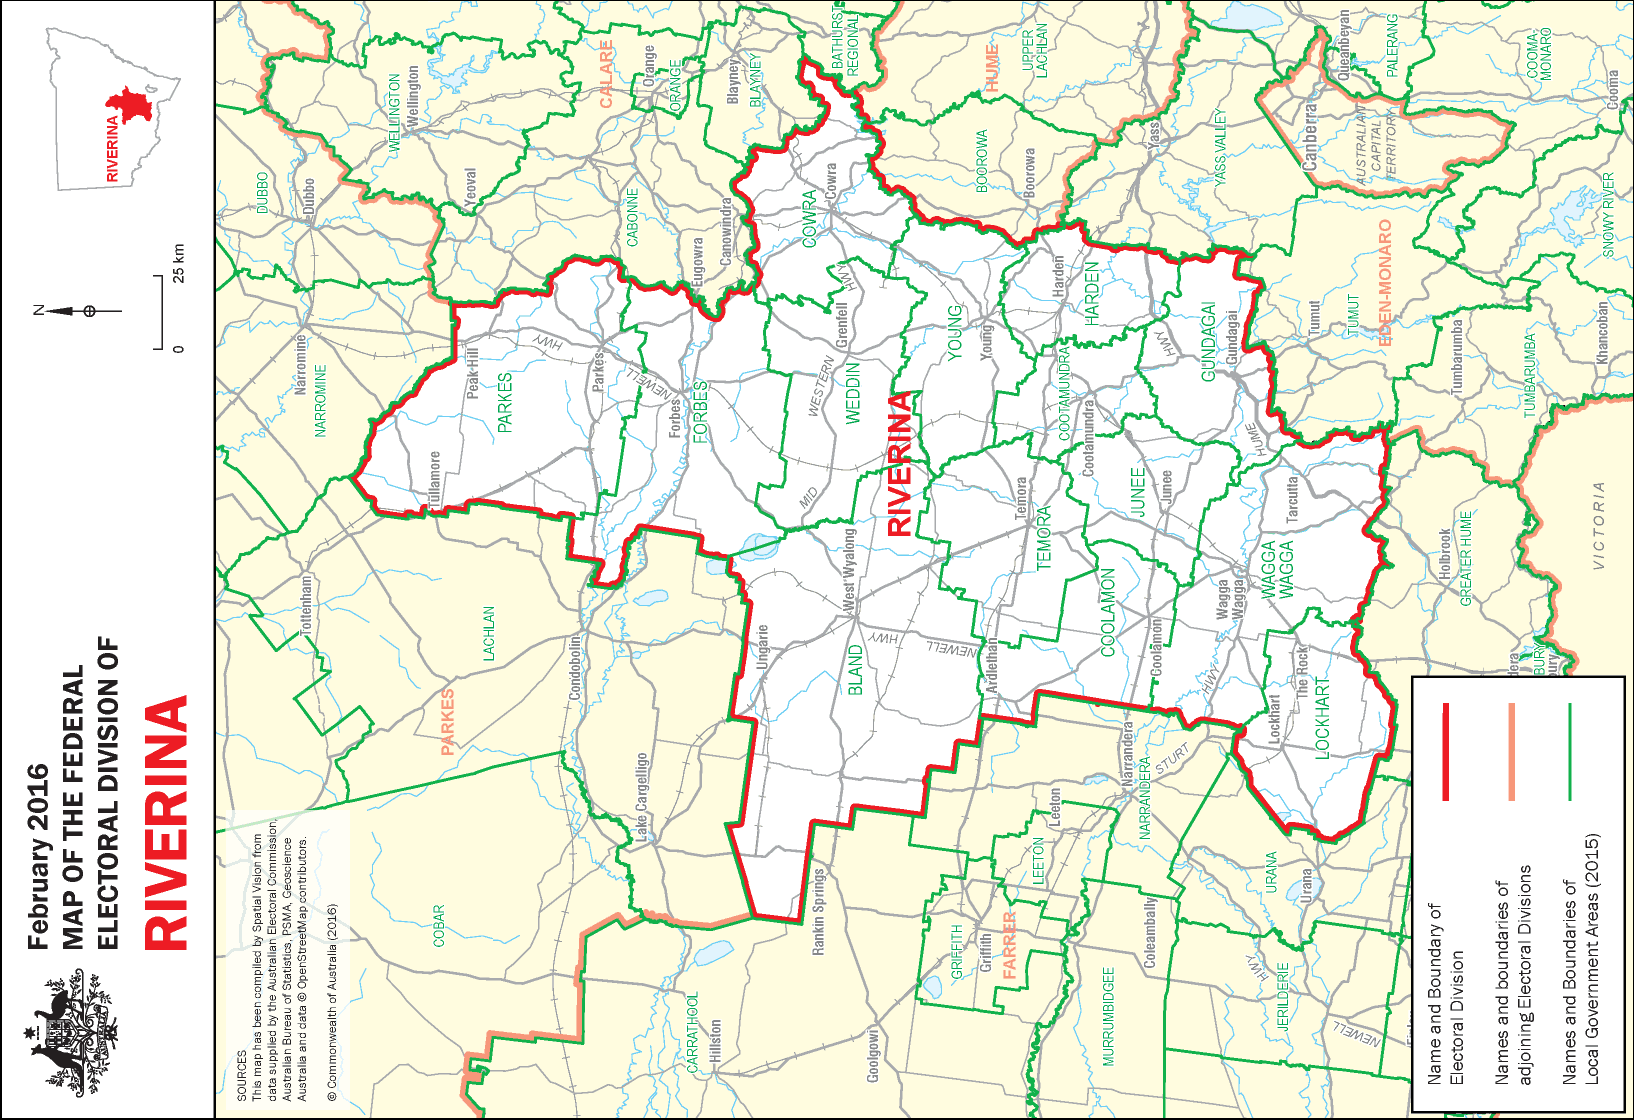 February 2016
MAP OF THE FEDERAL
ELECTORAL DIVISION OF
RIVERINA
N
0
25 km
RIVERINA
SOURCES
This map has been compiled by Spatial Vision from
data supplied by the Australian Electoral Commission,
Australian Bureau of Statistics, PSMA, Geoscience
Australia and data © OpenStreetMap contributors.
© Commonwealth of Australia (2016)
DUBBO
Dubbo
WELLINGTON
Wellington
Yeoval
CALARE
Orange
ORANGE
CABONNE
Blayney
BLAYNEY
BATHURST
REGIONAL
Eugowra
Canowindra
COWRA
Cowra
HUME
UPPER
LACHLAN
BOOROWA
Boorowa
Yass
YASS VALLEY
Canberra
AUSTRALIAN
CAPITAL
TERRITORY
Queanbeyan
PALERANG
COOMA-
MONARO
Cooma
SNOWY RIVER
Narromine
NARROMINE
Peak Hill
HWY
PARKES
Parkes
NEWELL
Tullamore
Forbes
FORBES
Grenfell
HWY
WESTERN
WEDDIN
MID
RIVERINA
YOUNG
Young
Harden
HARDEN
COOTAMUNDRA
Cootamundra
HWY
GUNDAGAI
Gundagai
HUME
Tumut
TUMUT
EDEN-MONARO
Tumbarumba
TUMBARUMBA
Khancoban
Tottenham
LACHLAN
PARKES
Condobolin
Ungarie
West Wyalong
BLAND
HWY
NEWELL
Ardlethan
Temora
TEMORA
JUNEE
Junee
COOLAMON
Coolamon
Wagga
Wagga
WAGGA
WAGGA
Tarcutta
HWY
Lockhart
The Rock
LOCKHART
Holbrook
GREATER HUME
VICTORIA
dera
BURY
bury
Lake Cargelligo
COBAR
Rankin Springs
CARRATHOOL
Hillston
Goolgowi
GRIFFITH
Griffith
FARRER
LEETON
Leeton
Narrandera
NARRANDERA
STURT
MURRUMBIDGEE
Coleambally
URANA
Urana
HWY
JERILDERIE
NEWELL
Name and Boundary of
Electoral Division
Names and boundaries of
adjoining Electoral Divisions
Names and Boundaries of
Local Government Areas (2015)